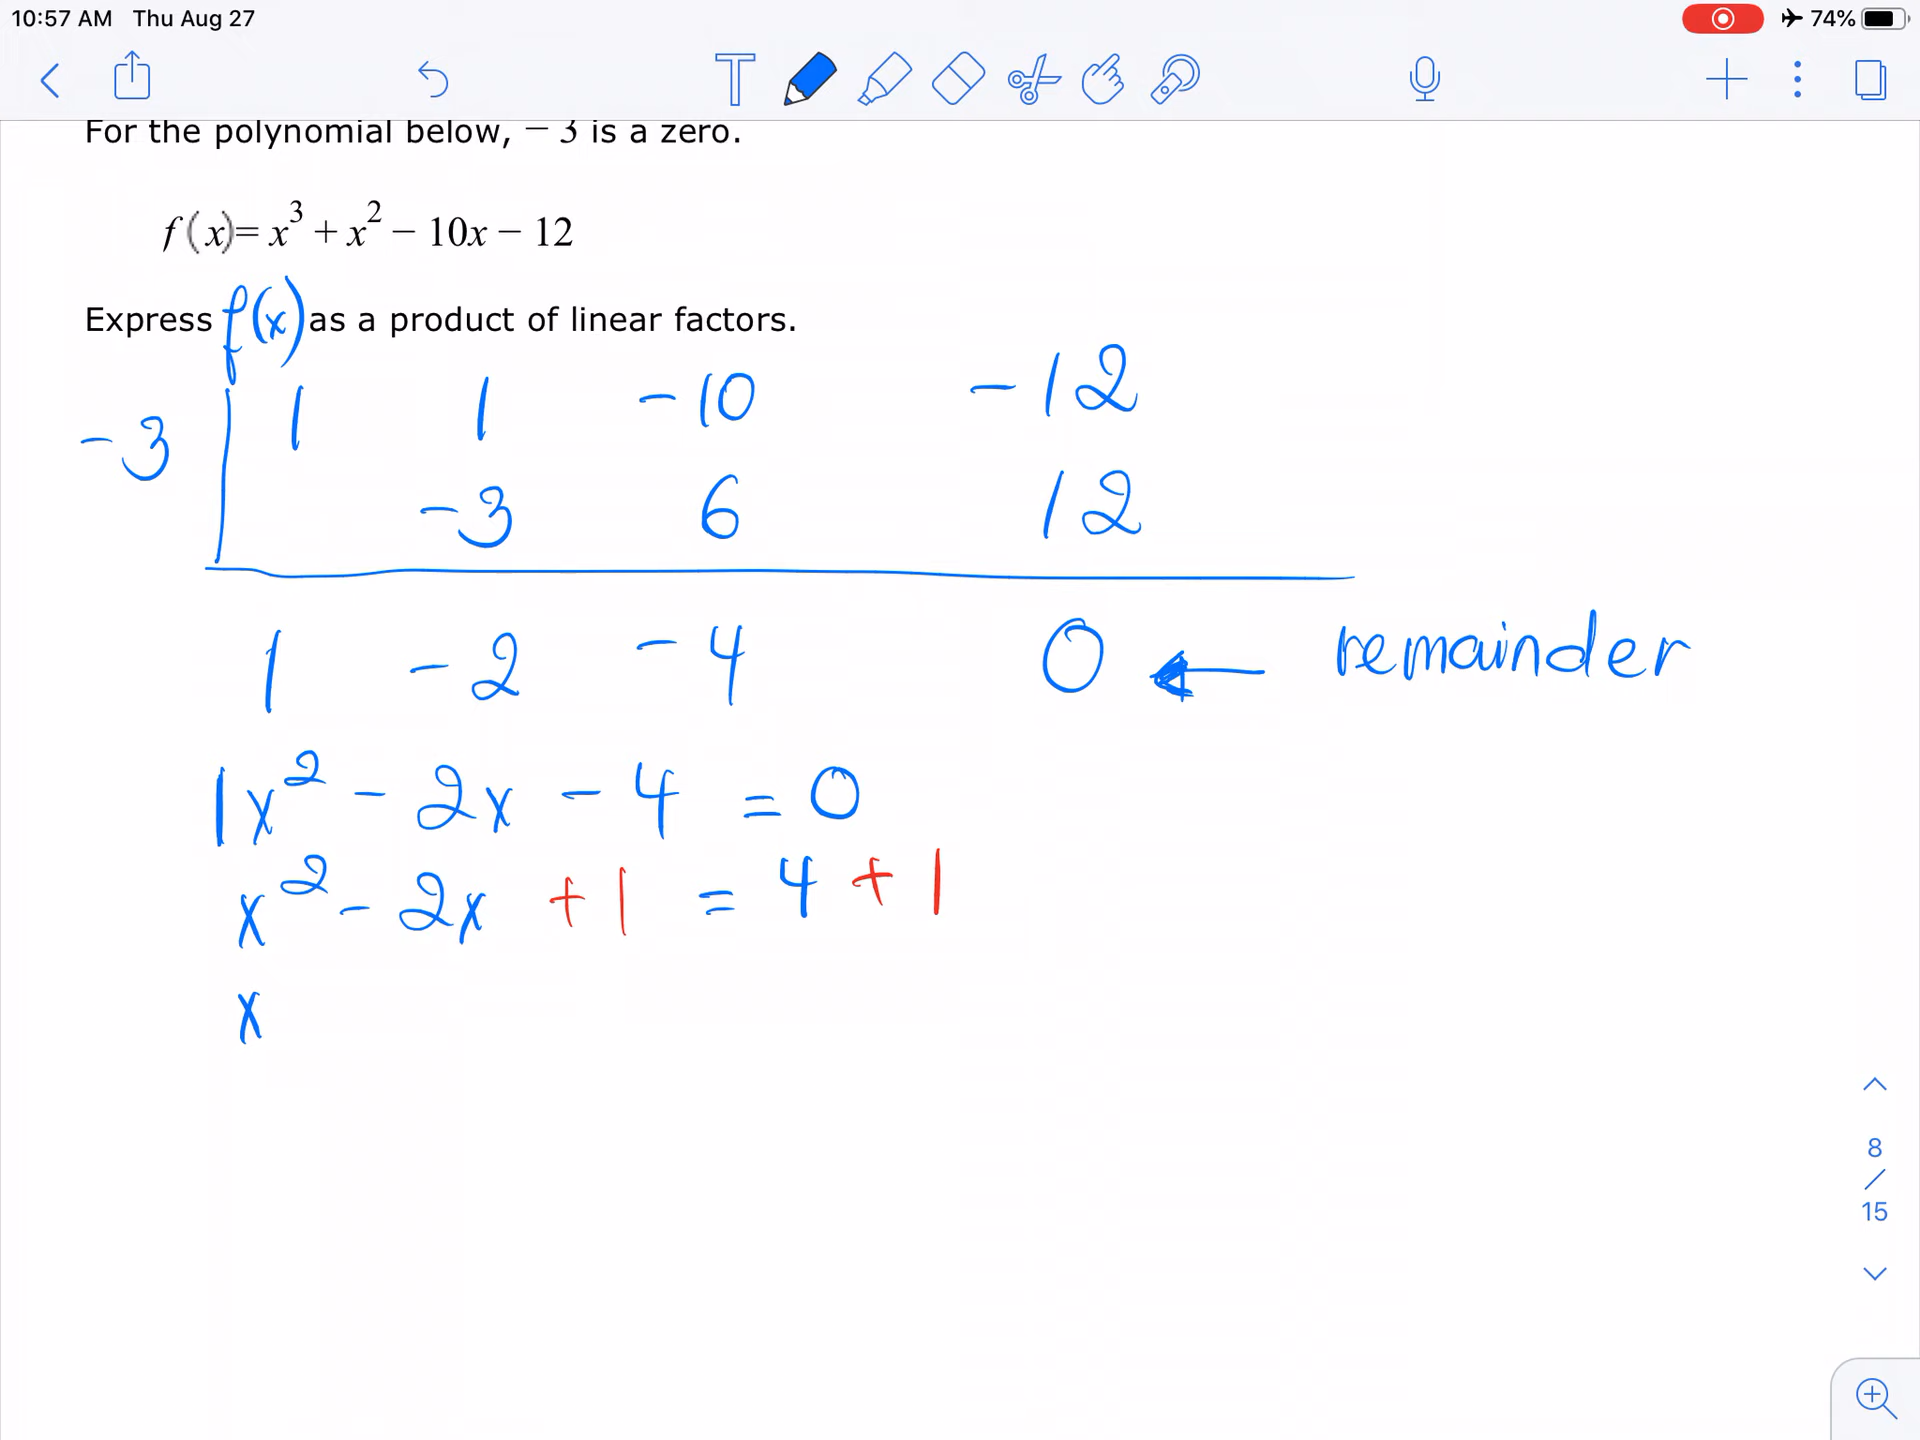 10:57 AM Thu Aug 27 74%
T
For the polynomial below, − 3 is a zero.
f(x)= x³ + x² − 10x − 12
Express f(x) as a product of linear factors.
-3 | 1 1 -10 -12
-3 6 12
1 -2 -4 0 ← remainder
1x² - 2x - 4 = 0
x² - 2x + 1 = 4 + 1
x
8
/
15